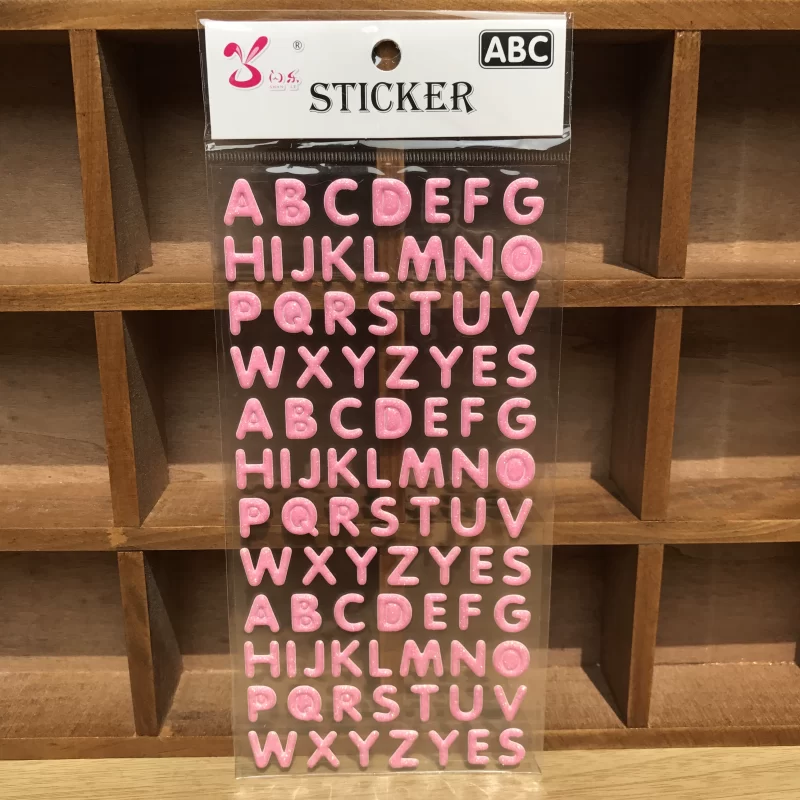 ®
ABC
STICKER
ABCDEFG
HIJKLMNO
PQRSTUV
WXYZYES
ABCDEFG
HIJKLMNO
PQRSTUV
WXYZYES
ABCDEFG
HIJKLMNO
PQRSTUV
WXYZYES